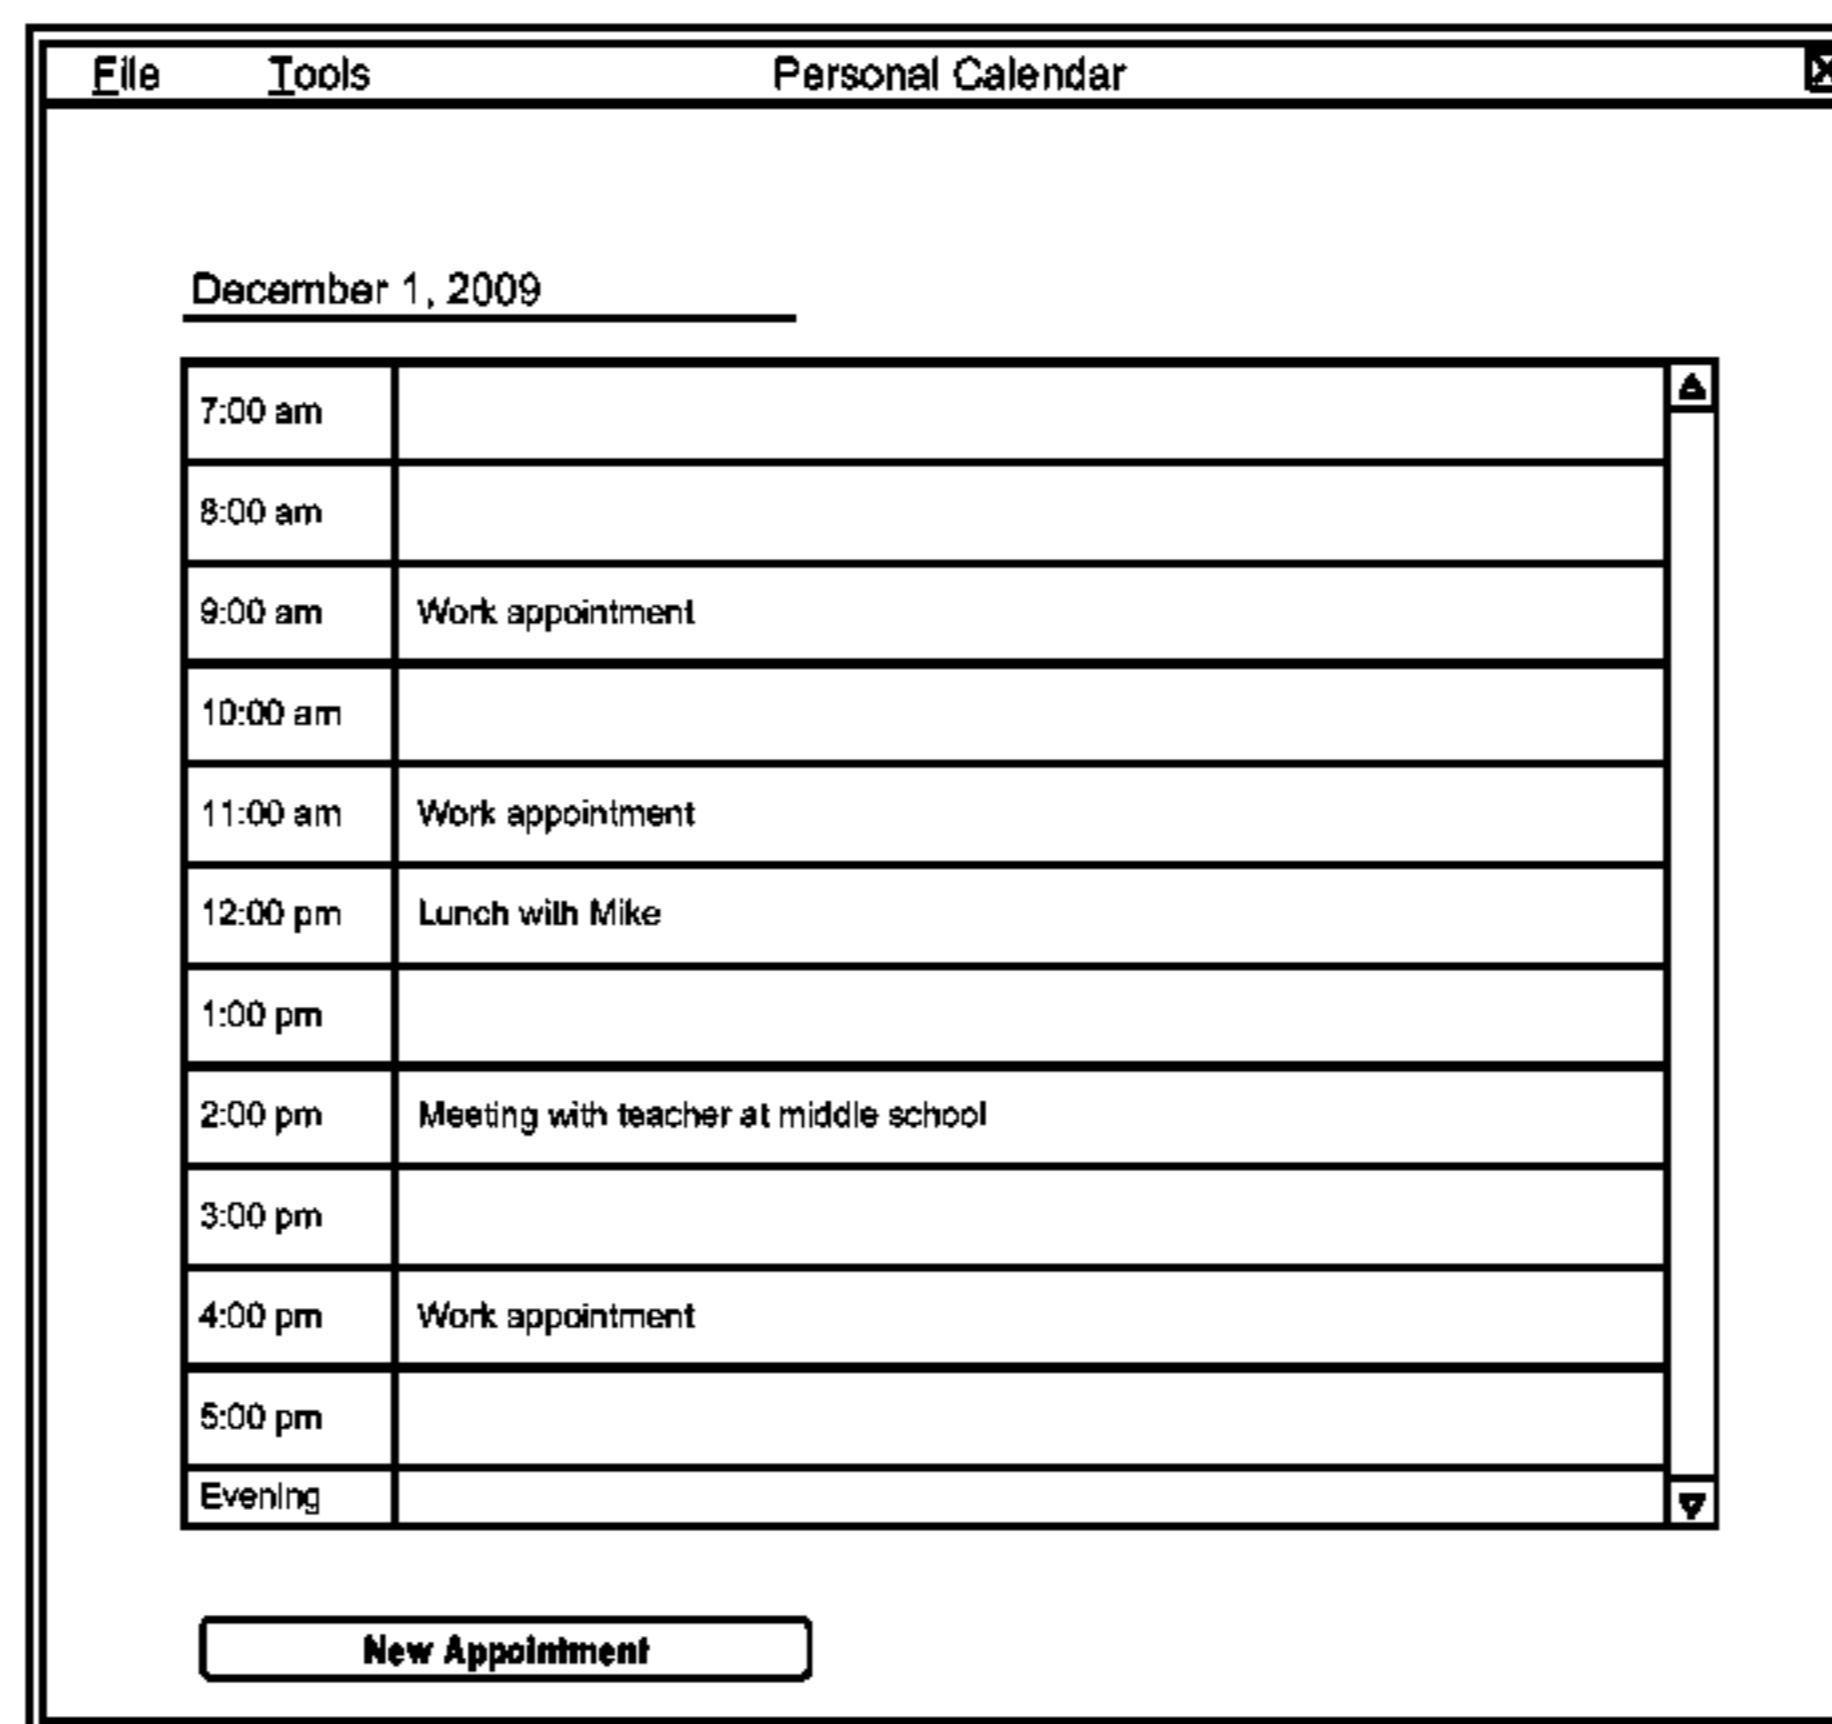 File Tools Personal Calendar
December 1, 2009
7:00 am
8:00 am
9:00 am Work appointment
10:00 am
11:00 am Work appointment
12:00 pm Lunch with Mike
1:00 pm
2:00 pm Meeting with teacher at middle school
3:00 pm
4:00 pm Work appointment
5:00 pm
Evening
New Appointment